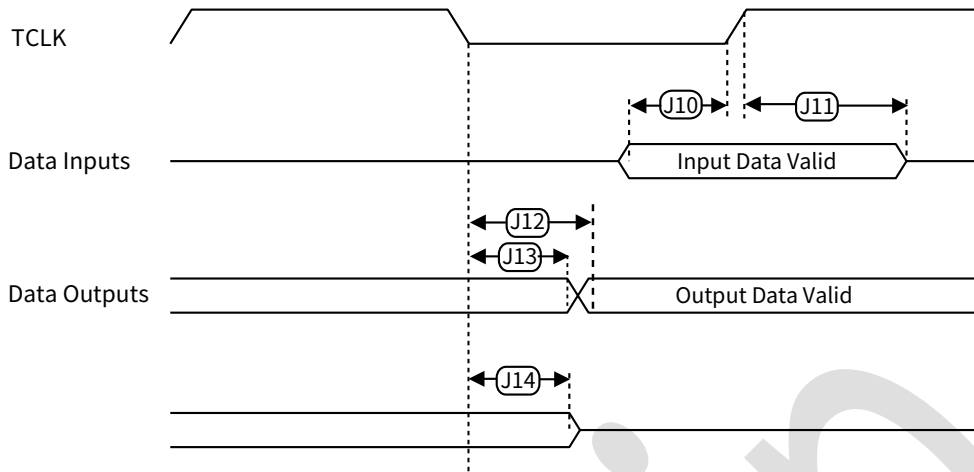 TCLK
J10
J11
Data Inputs
Input Data Valid
J12
J13
Data Outputs
Output Data Valid
J14